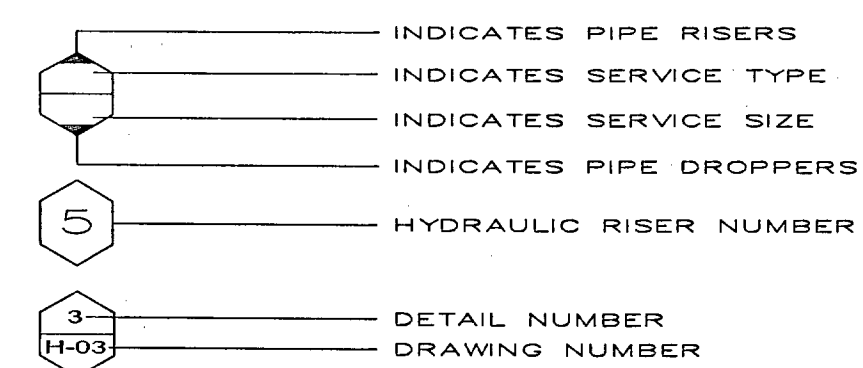 INDICATES PIPE RISERS
INDICATES SERVICE TYPE
INDICATES SERVICE SIZE
INDICATES PIPE DROPPERS
5 HYDRAULIC RISER NUMBER
3 DETAIL NUMBER
H-03 DRAWING NUMBER